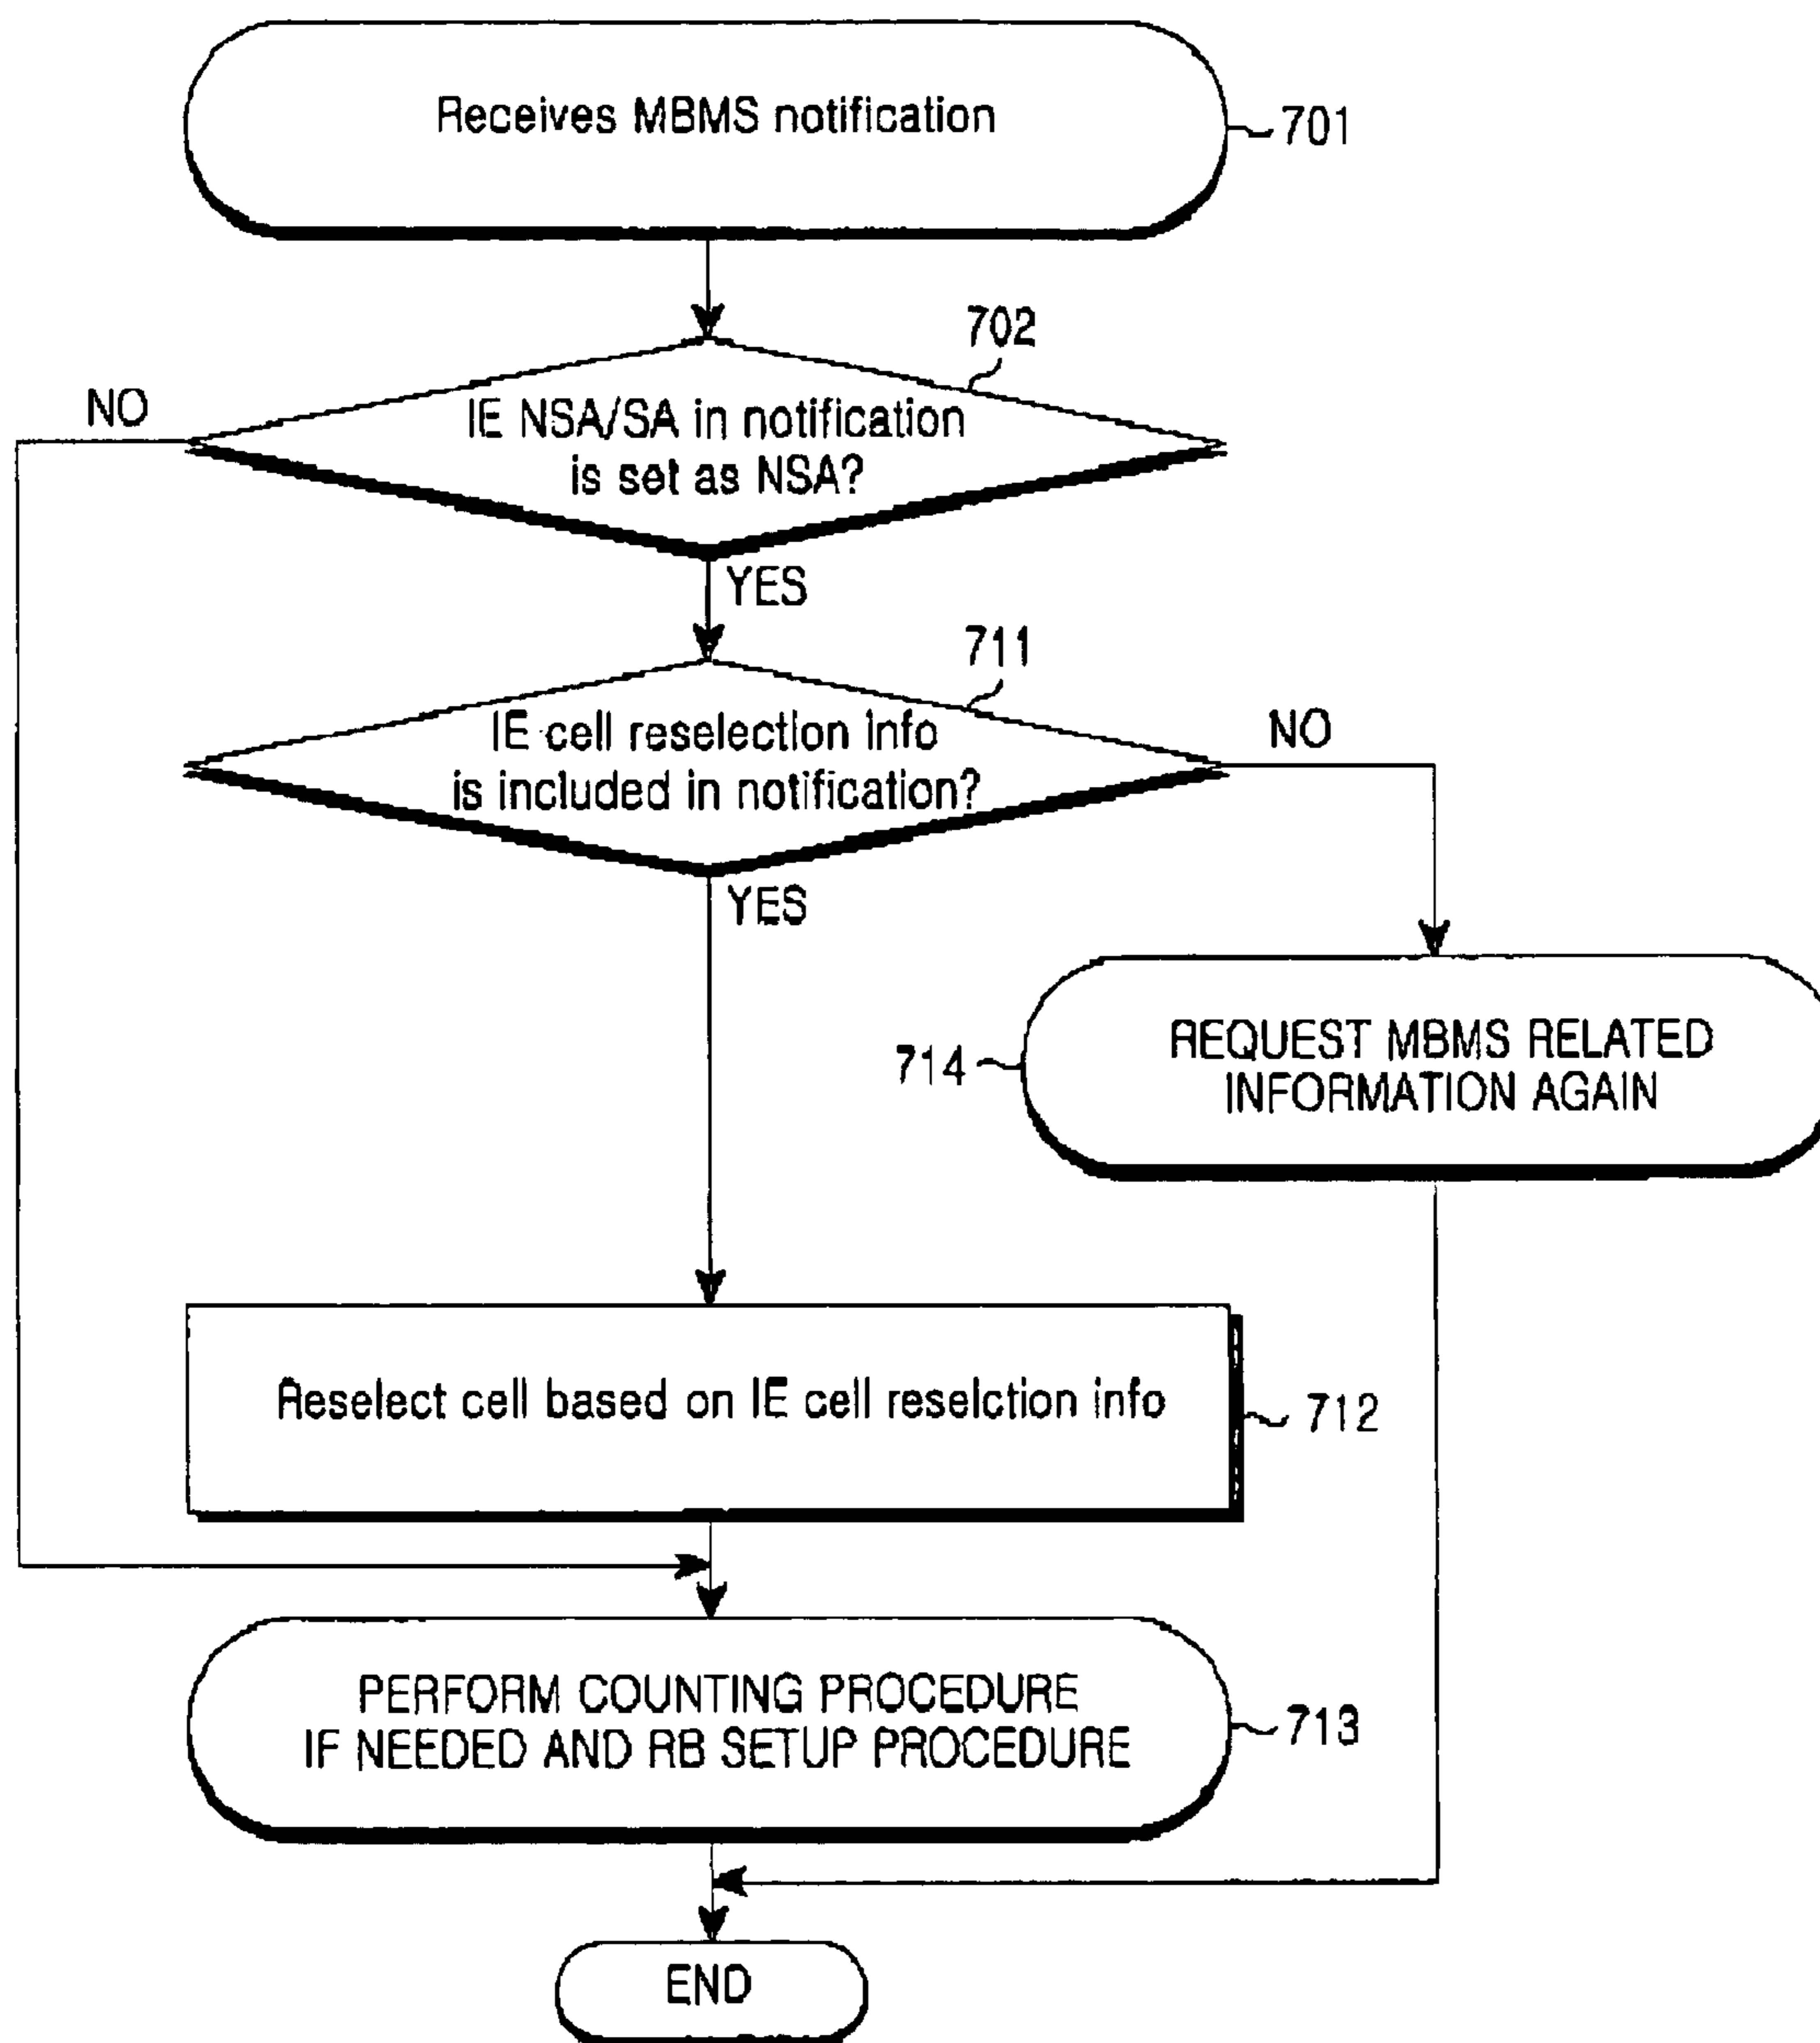 Receives MBMS notification
701
702
NO
IE NSA/SA in notification
is set as NSA?
YES
711
IE cell reselection info
is included in notification?
NO
YES
714
REQUEST MBMS RELATED
INFORMATION AGAIN
Reselect cell based on IE cell reselction info
712
PERFORM COUNTING PROCEDURE
IF NEEDED AND RB SETUP PROCEDURE
713
END